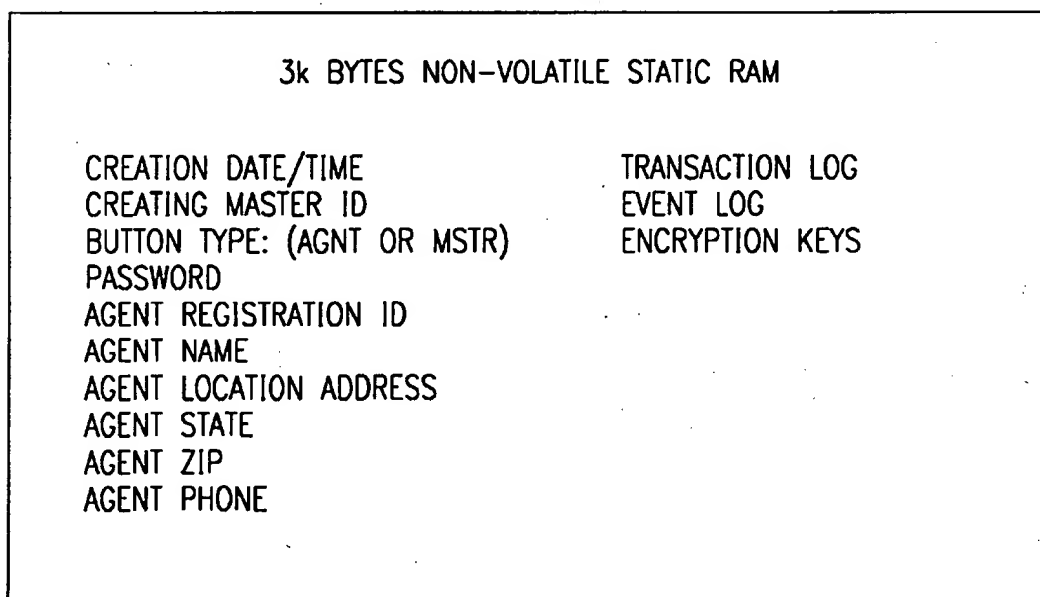 3k BYTES NON-VOLATILE STATIC RAM
CREATION DATE/TIME
CREATING MASTER ID
BUTTON TYPE: (AGNT OR MSTR)
PASSWORD
AGENT REGISTRATION ID
AGENT NAME
AGENT LOCATION ADDRESS
AGENT STATE
AGENT ZIP
AGENT PHONE
TRANSACTION LOG
EVENT LOG
ENCRYPTION KEYS